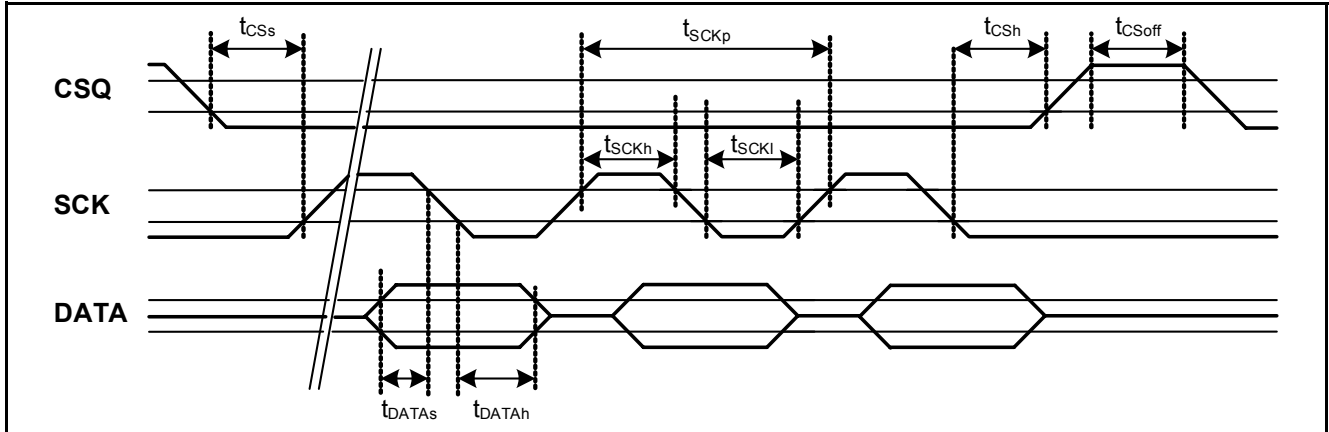 tCSs
tSCKp
tCSh
tCSoff
CSQ
tSCKh
tSCKl
SCK
DATA
tDATAs
tDATAh